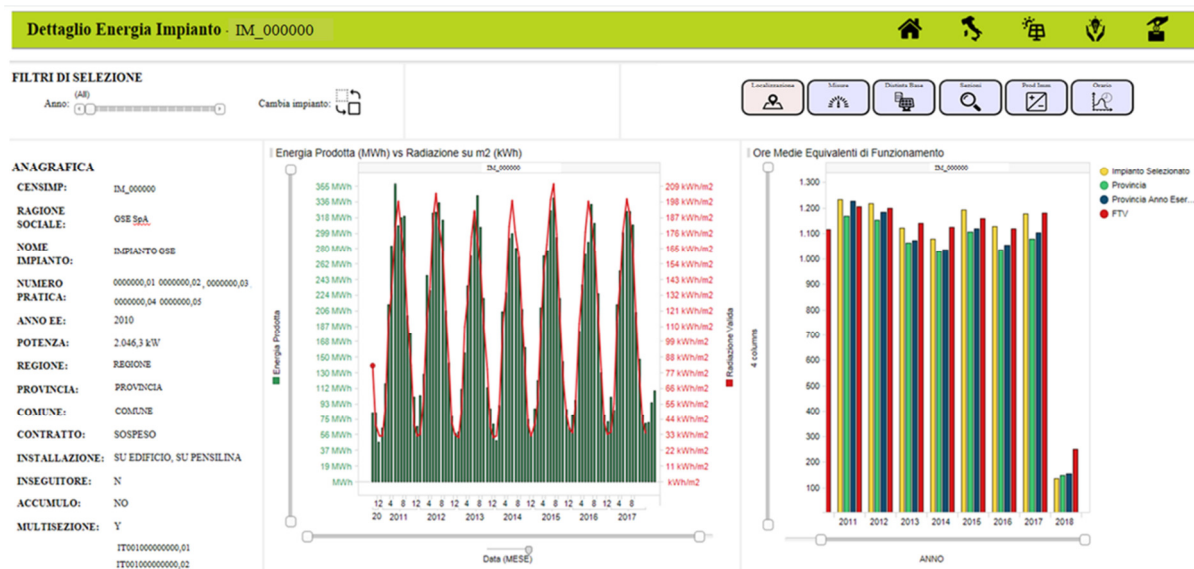 Dettaglio Energia Impianto - IM_000000
FILTRI DI SELEZIONE
(All)
Anno:
Cambia impianto:
Localizzazione
Misure
Distinta Base
Sezioni
Prod Imm
Orario
ANAGRAFICA
CENSIMP: IM_000000
RAGIONE SOCIALE: OSE SpA
NOME IMPIANTO: IMPIANTO OSE
NUMERO PRATICA: 0000000,01 0000000,02 , 0000000,03
0000000,04 0000000,05
ANNO EE: 2010
POTENZA: 2.046,3 kW
REGIONE: REGIONE
PROVINCIA: PROVINCIA
COMUNE: COMUNE
CONTRATTO: SOSPESO
INSTALLAZIONE: SU EDIFICIO, SU PENSILINA
INSEGUITORE: N
ACCUMULO: NO
MULTISEZIONE: Y
IT001000000000,01
IT001000000000,02
Energia Prodotta (MWh) vs Radiazione su m2 (kWh)
IM_000000
355 MWh
336 MWh
318 MWh
299 MWh
280 MWh
262 MWh
243 MWh
224 MWh
206 MWh
187 MWh
168 MWh
150 MWh
130 MWh
112 MWh
93 MWh
75 MWh
56 MWh
37 MWh
19 MWh
MWh
Energia Prodotta
209 kWh/m2
198 kWh/m2
187 kWh/m2
176 kWh/m2
165 kWh/m2
154 kWh/m2
143 kWh/m2
132 kWh/m2
121 kWh/m2
110 kWh/m2
99 kWh/m2
88 kWh/m2
77 kWh/m2
66 kWh/m2
55 kWh/m2
44 kWh/m2
33 kWh/m2
22 kWh/m2
11 kWh/m2
kWh/m2
Radiazione Valida
12 4 8 12 4 8 12 4 8 12 4 8 12 4 8 12 4 8 12 4 8
20 2011 2012 2013 2014 2015 2016 2017
Data (MESE)
Ore Medie Equivalenti di Funzionamento
IM_000000
1.300
1.200
1.100
1.000
900
800
700
600
500
400
300
200
100
4 columns
2011 2012 2013 2014 2015 2016 2017 2018
ANNO
Impianto Selezionato
Provincia
Provincia Anno Eser...
FTV